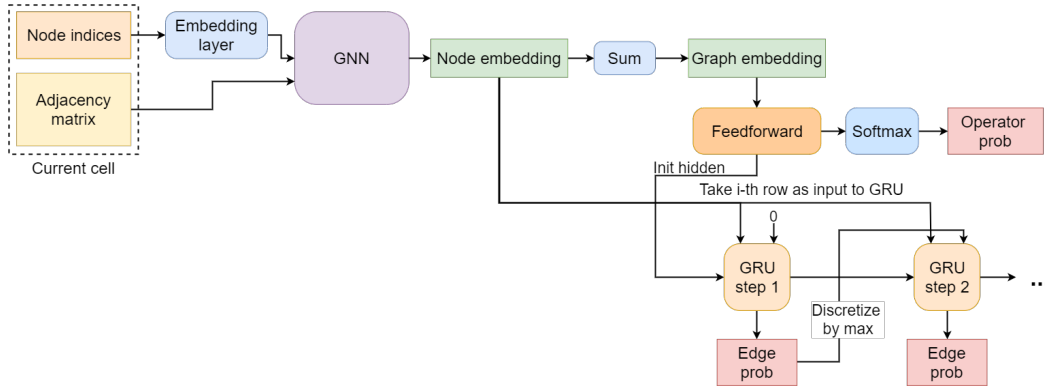 Node indices
Embedding
layer
GNN
Node embedding
Sum
Graph embedding
Adjacency
matrix
Current cell
Feedforward
Softmax
Operator
prob
Init hidden
Take i-th row as input to GRU
0
GRU
step 1
GRU
step 2
..
Discretize
by max
Edge
prob
Edge
prob